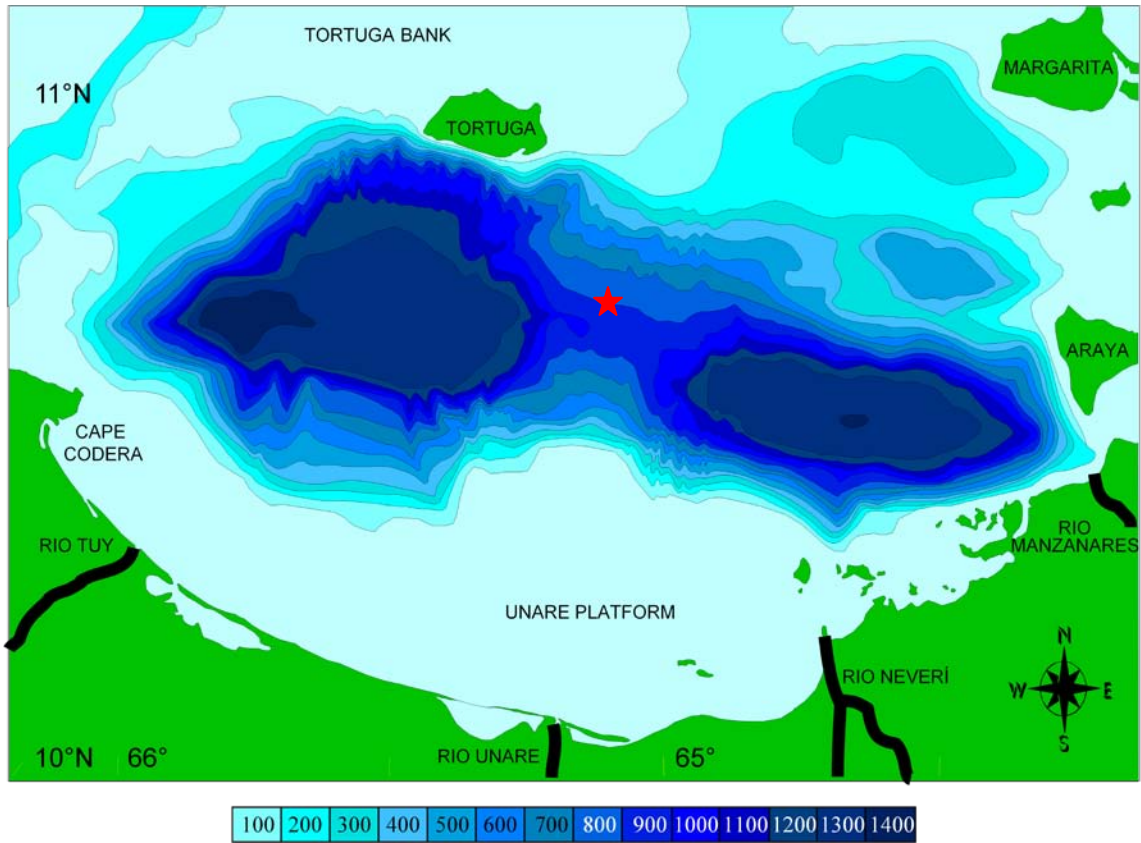 TORTUGA BANK
MARGARITA
11°N
TORTUGA
ARAYA
CAPE
CODERA
RIO TUY
RIO
MANZANARES
UNARE PLATFORM
N
W E
S
RIO NEVERÍ
RIO UNARE
10°N 66° 65°
100 200 300 400 500 600 700 800 900 1000 1100 1200 1300 1400